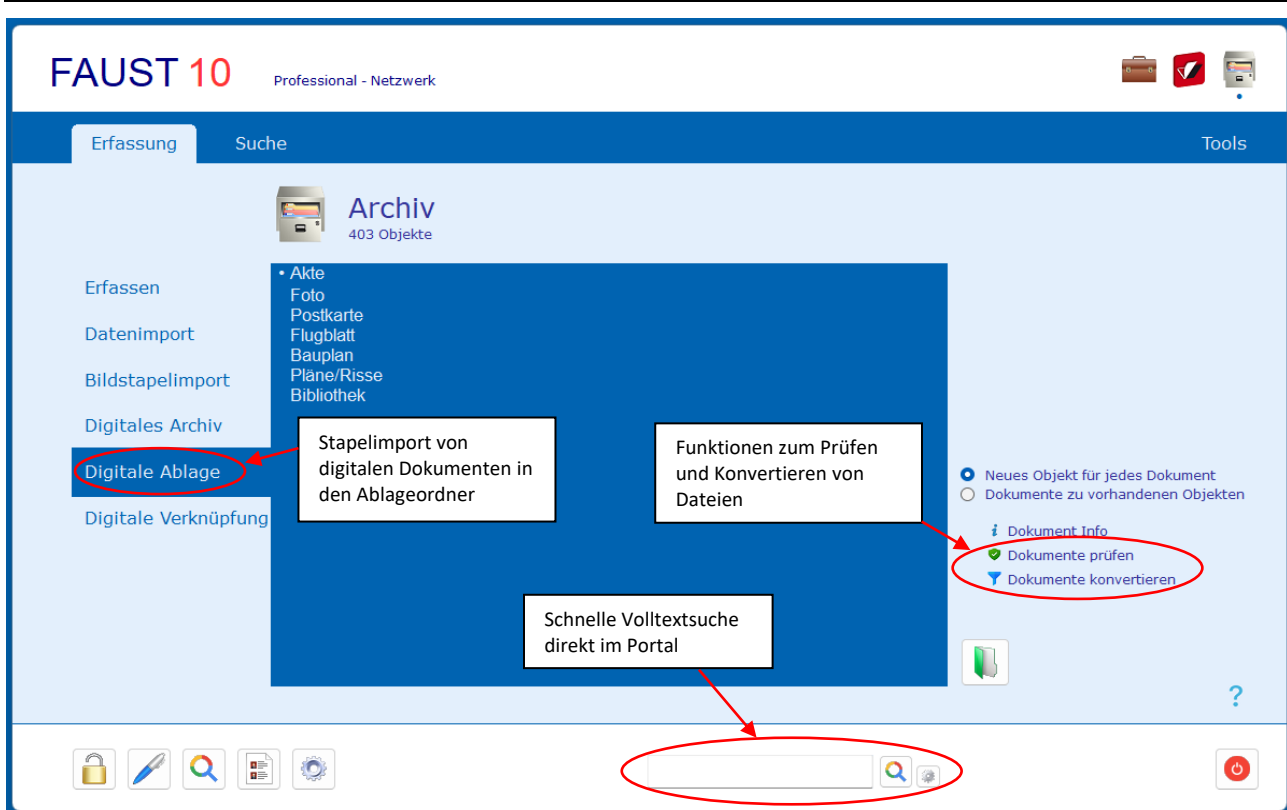 FAUST 10 Professional - Netzwerk
Erfassung Suche Tools
Archiv
403 Objekte
Erfassen
Datenimport
Bildstapelimport
Digitales Archiv
Digitale Ablage
Digitale Verknüpfung
• Akte
Foto
Postkarte
Flugblatt
Bauplan
Pläne/Risse
Bibliothek
Stapelimport von
digitalen Dokumenten in
den Ablageordner
Funktionen zum Prüfen
und Konvertieren von
Dateien
Neues Objekt für jedes Dokument
Dokumente zu vorhandenen Objekten
i Dokument Info
Dokumente prüfen
Dokumente konvertieren
Schnelle Volltextsuche
direkt im Portal
?